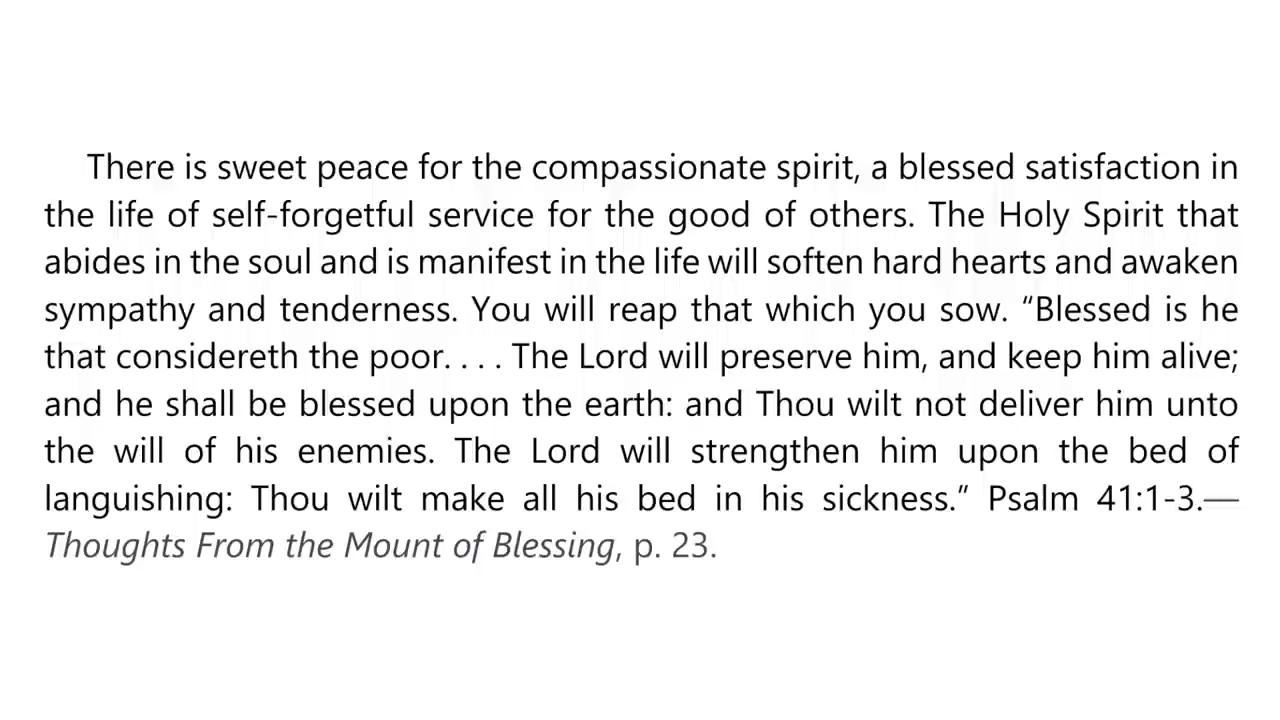 There is sweet peace for the compassionate spirit, a blessed satisfaction in
the life of self-forgetful service for the good of others. The Holy Spirit that
abides in the soul and is manifest in the life will soften hard hearts and awaken
sympathy and tenderness. You will reap that which you sow. “Blessed is he
that considereth the poor. . . . The Lord will preserve him, and keep him alive;
and he shall be blessed upon the earth: and Thou wilt not deliver him unto
the will of his enemies. The Lord will strengthen him upon the bed of
languishing: Thou wilt make all his bed in his sickness.” Psalm 41:1-3.—
Thoughts From the Mount of Blessing, p. 23.